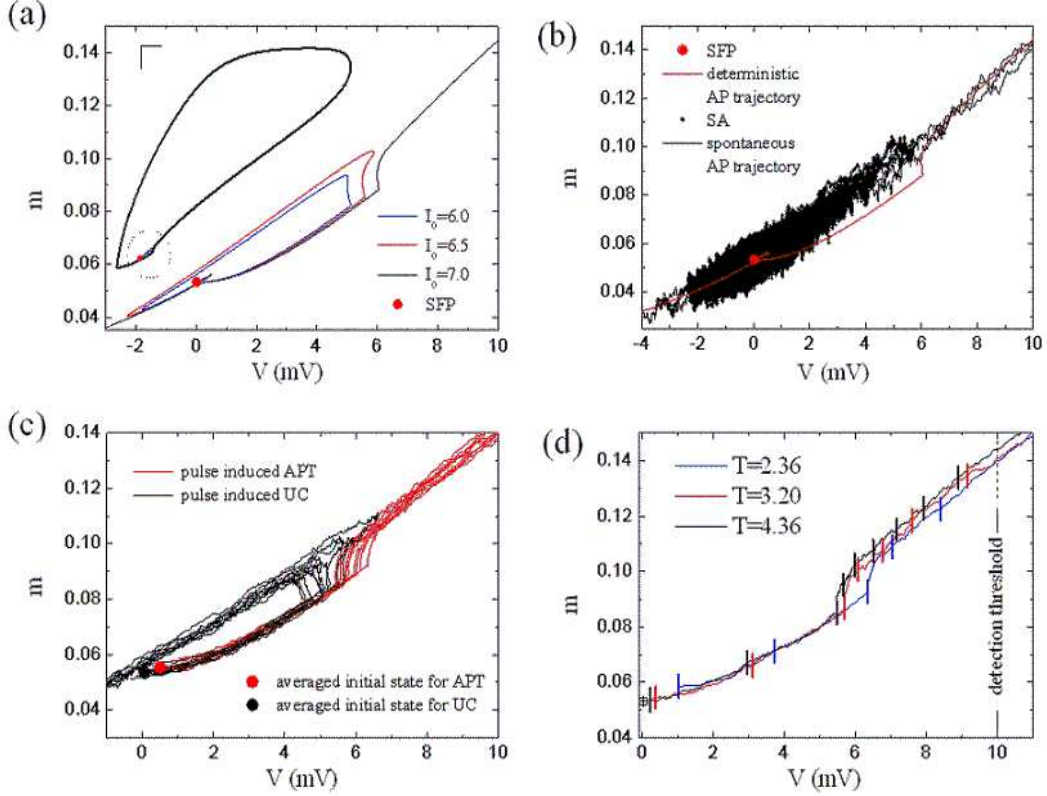 (a)
0.14
0.12
0.10
0.08
0.06
0.04
m
I₀=6.0
I₀=6.5
I₀=7.0
SFP
-2 0 2 4 6 8 10
V (mV)
(b)
0.14
0.12
0.10
0.08
0.06
0.04
m
SFP
deterministic
AP trajectory
SA
spontaneous
AP trajectory
-4 -2 0 2 4 6 8 10
V (mV)
(c)
0.14
0.12
0.10
0.08
0.06
0.04
m
pulse induced APT
pulse induced UC
averaged initial state for APT
averaged initial state for UC
0 2 4 6 8 10
V (mV)
(d)
0.14
0.12
0.10
0.08
0.06
0.04
m
T=2.36
T=3.20
T=4.36
detection threshold
0 2 4 6 8 10
V (mV)